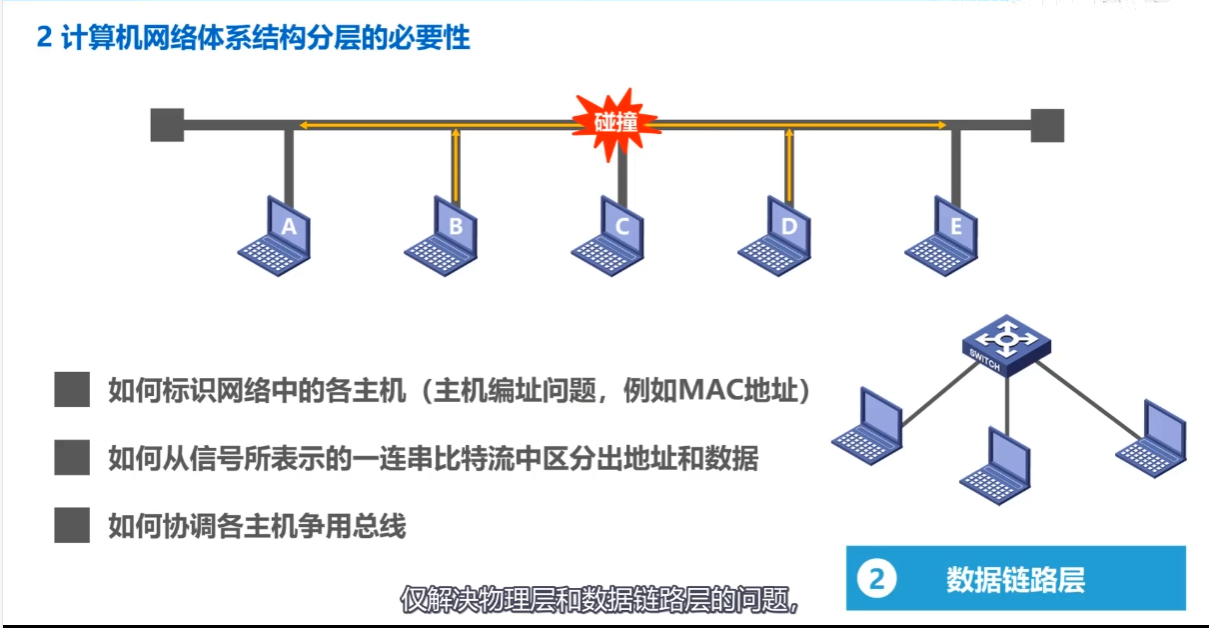 2 计算机网络体系结构分层的必要性
碰撞
A
B
C
D
E
SWITCH
如何标识网络中的各主机（主机编址问题，例如MAC地址）
如何从信号所表示的一连串比特流中区分出地址和数据
如何协调各主机争用总线
2 数据链路层
仅解决物理层和数据链路层的问题，